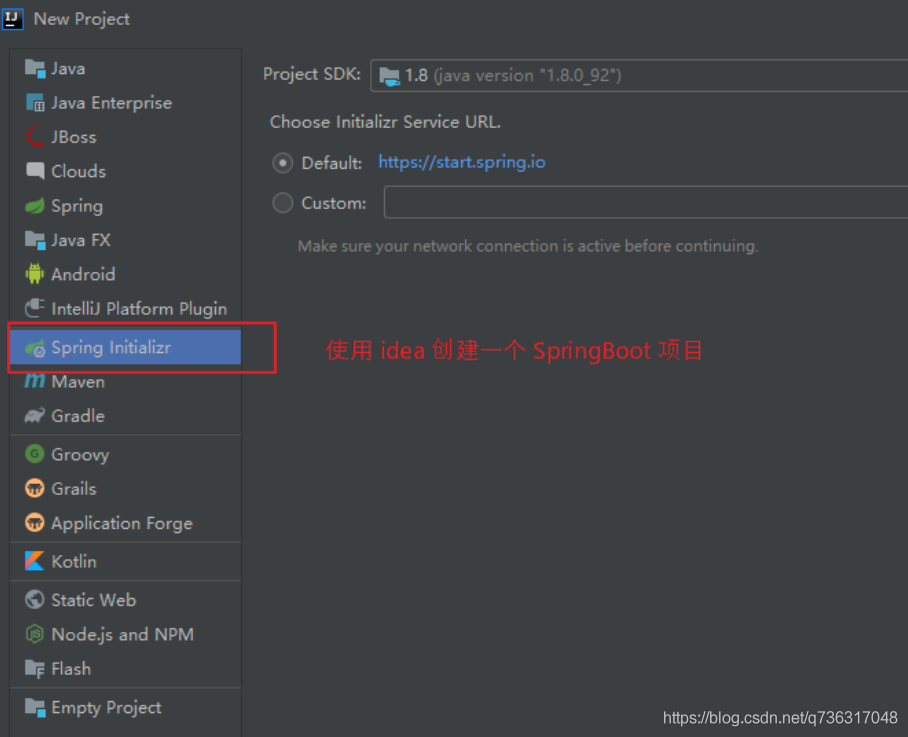 New Project
Java
Java Enterprise
JBoss
Clouds
Spring
Java FX
Android
IntelliJ Platform Plugin
Spring Initializr
Maven
Gradle
Groovy
Grails
Application Forge
Kotlin
Static Web
Node.js and NPM
Flash
Empty Project
Project SDK: 1.8 (java version "1.8.0_92")
Choose Initializr Service URL.
Default: https://start.spring.io
Custom:
Make sure your network connection is active before continuing.
使用 idea 创建一个 SpringBoot 项目
https://blog.csdn.net/q736317048